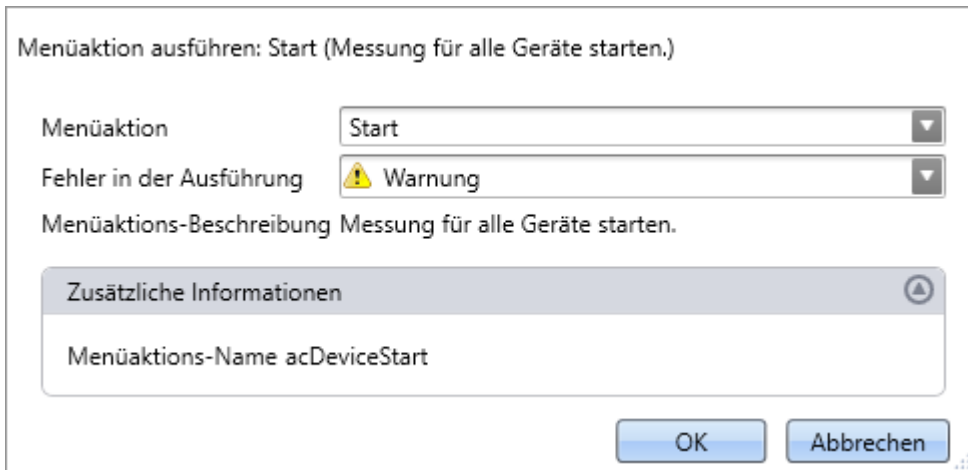 Menüaktion ausführen: Start (Messung für alle Geräte starten.)
Menüaktion Start
Fehler in der Ausführung Warnung
Menüaktions-Beschreibung Messung für alle Geräte starten.
Zusätzliche Informationen
Menüaktions-Name acDeviceStart
OK Abbrechen